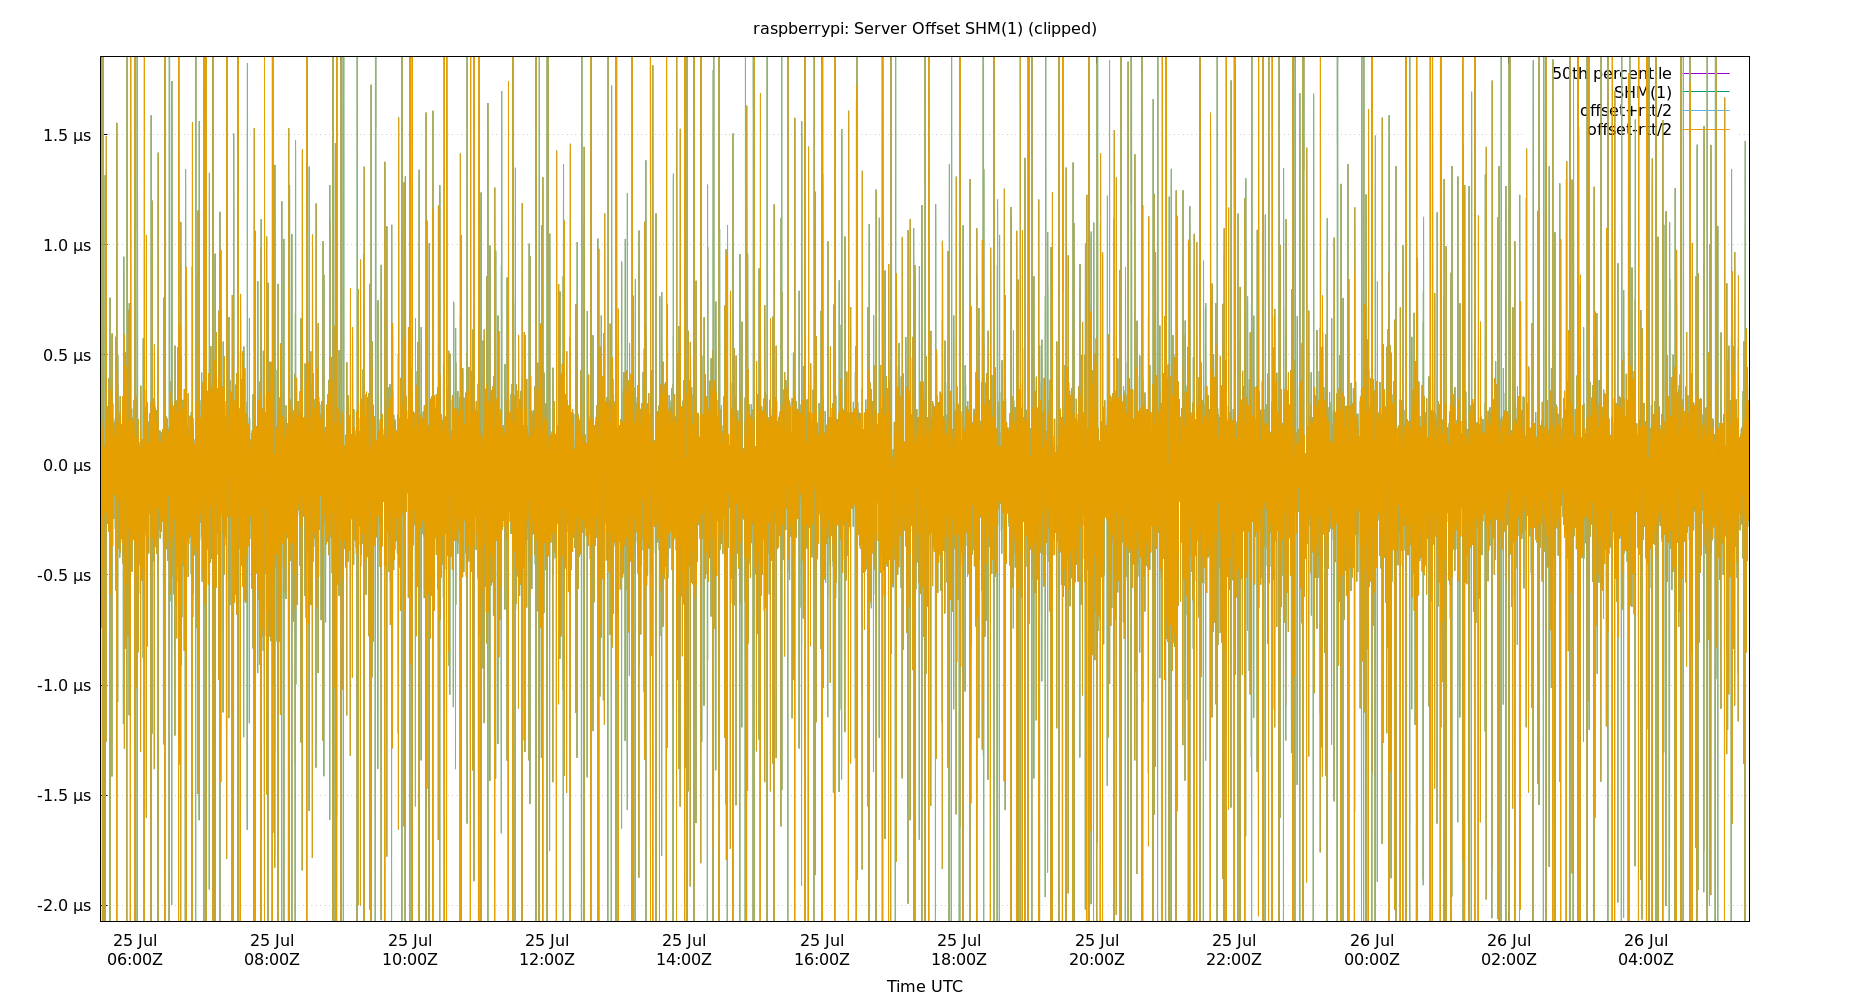 raspberrypi: Server Offset SHM(1) (clipped)
50th percentile
SHM(1)
offset+rtt/2
offset-rtt/2
1.5 µs
1.0 µs
0.5 µs
0.0 µs
-0.5 µs
-1.0 µs
-1.5 µs
-2.0 µs
25 Jul 25 Jul 25 Jul 25 Jul 25 Jul 25 Jul 25 Jul 25 Jul 25 Jul 26 Jul 26 Jul 26 Jul
06:00Z 08:00Z 10:00Z 12:00Z 14:00Z 16:00Z 18:00Z 20:00Z 22:00Z 00:00Z 02:00Z 04:00Z
Time UTC